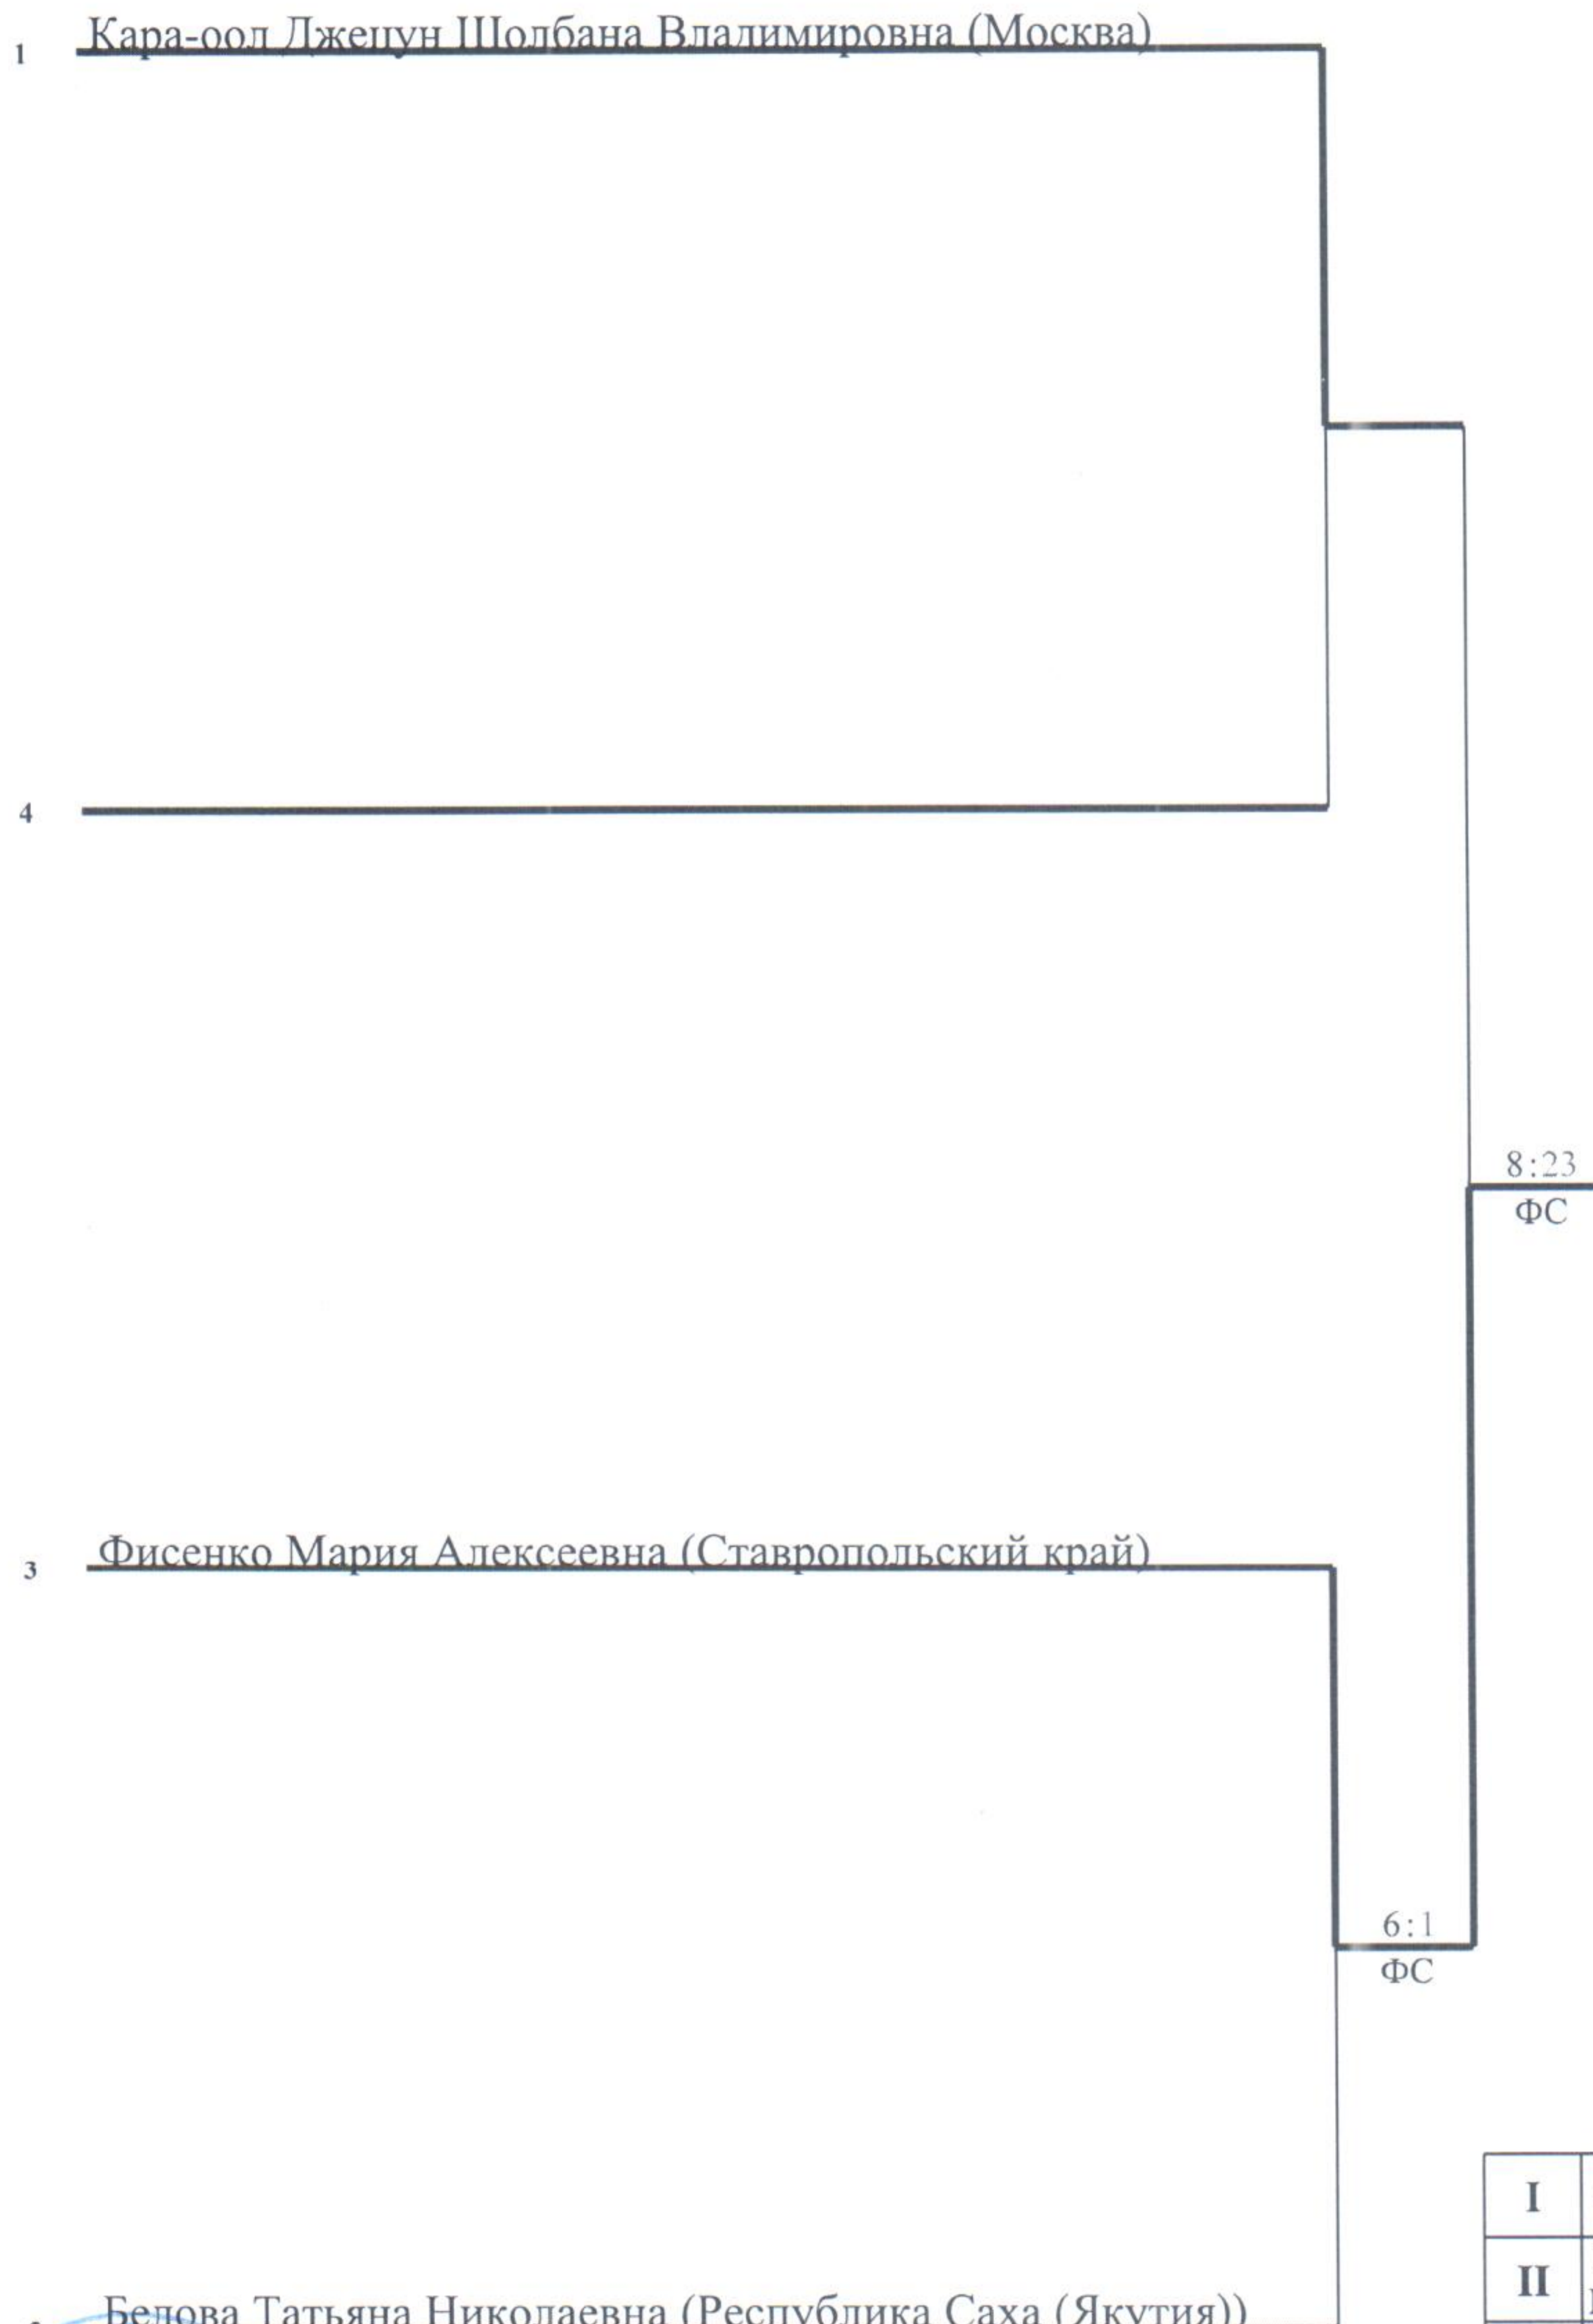 1 Кара-оол Джецун Шолбана Владимировна (Москва)
4
8:23
ФС
3 Фисенко Мария Алексеевна (Ставропольский край)
6:1
ФС
I
II
Белова Татьяна Николаевна (Республика Саха (Якутия))